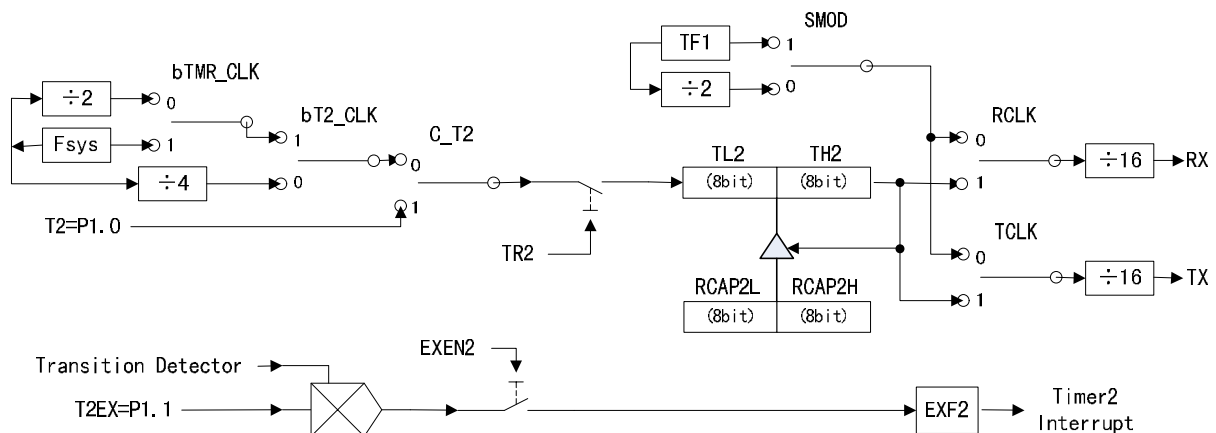 SMOD
TF1
1
÷2
0
bTMR_CLK
÷2
0
Fsys
1
bT2_CLK
1
÷4
0
C_T2
0
1
T2=P1.0
TR2
TL2
(8bit)
TH2
(8bit)
RCAP2L
(8bit)
RCAP2H
(8bit)
RCLK
0
1
÷16
RX
TCLK
0
1
÷16
TX
Transition Detector
T2EX=P1.1
EXEN2
EXF2
Timer2
Interrupt